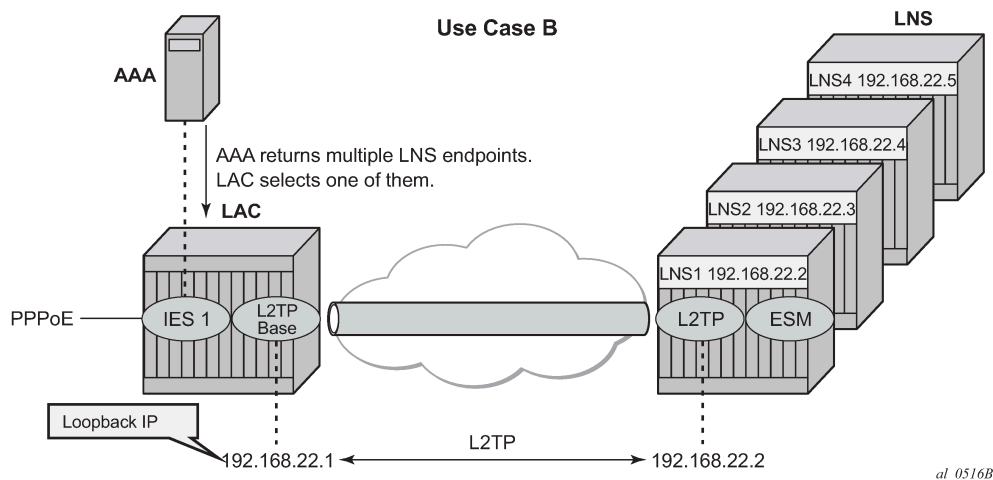 Use Case B
LNS
AAA
LNS4 192.168.22.5
LNS3 192.168.22.4
AAA returns multiple LNS endpoints.
LAC selects one of them.
LAC
LNS2 192.168.22.3
LNS1 192.168.22.2
PPPoE
IES 1
L2TP
Base
L2TP
ESM
Loopback IP
L2TP
192.168.22.1
192.168.22.2
al_0516B